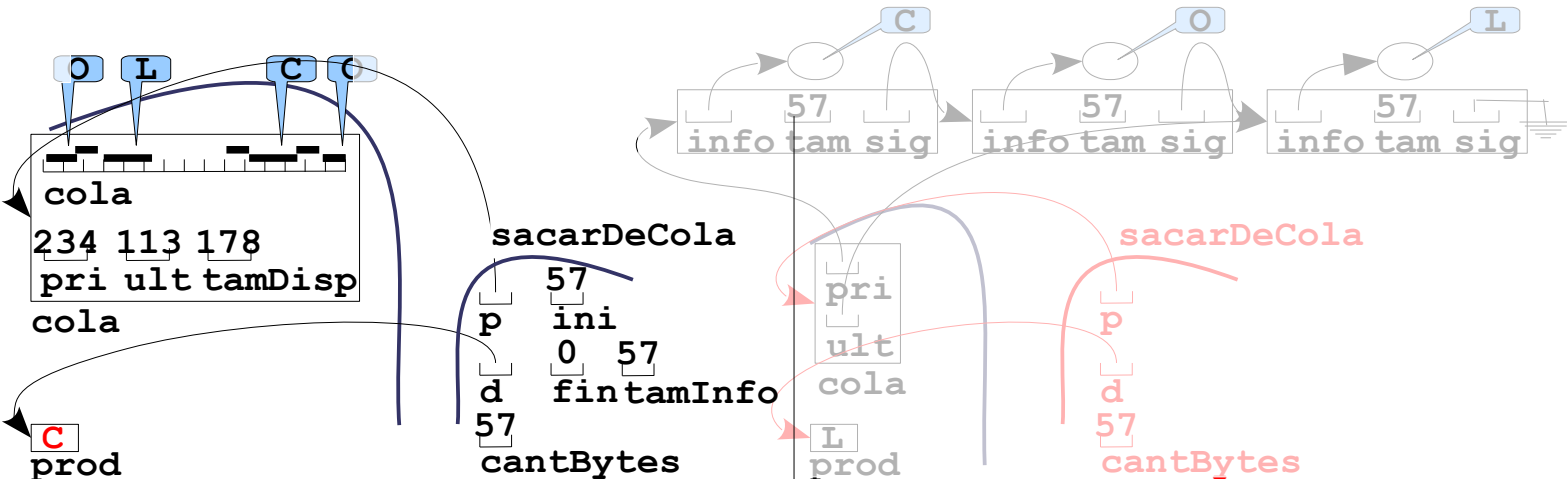 C O L
O L C O
57 57 57
info tam sig info tam sig info tam sig
cola
234 113 178
pri ult tamDisp
cola
sacarDeCola
57
p ini
0 57
d fin tamInfo
57
cantBytes
C
prod
pri
ult
cola
L
prod
sacarDeCola
p
d
57
cantBytes